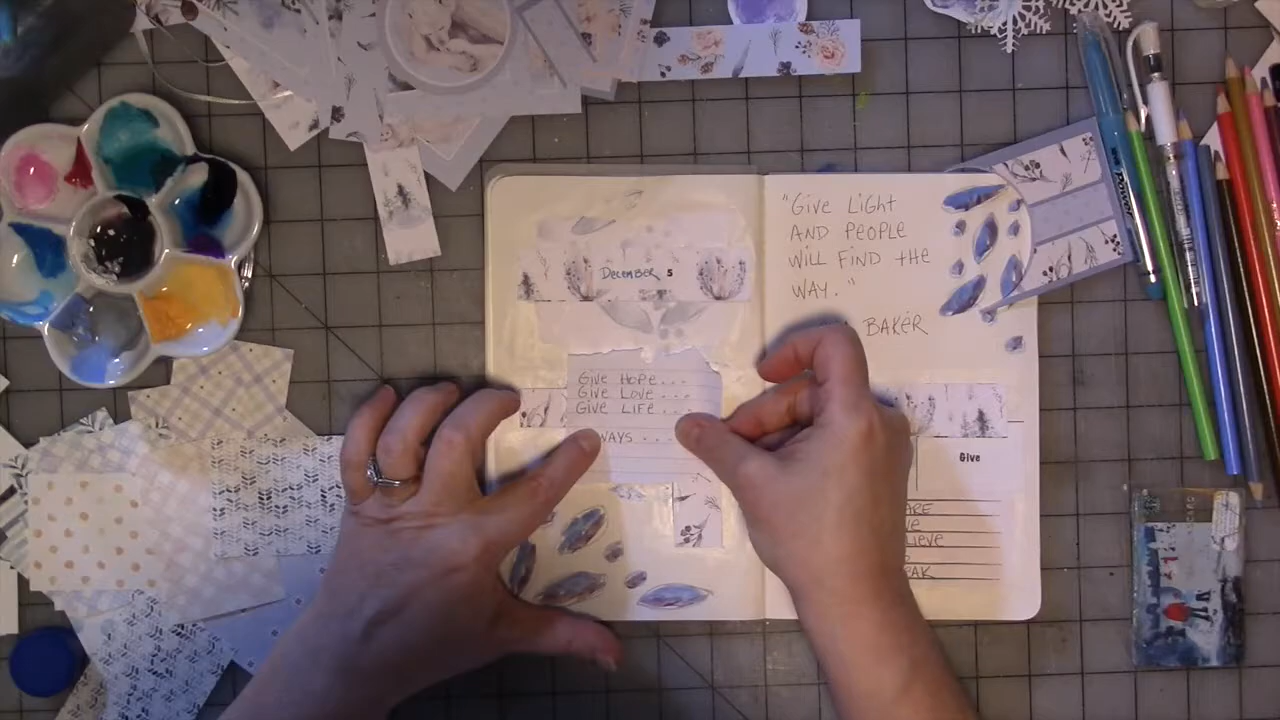 December 5
Give Hope...
Give Love...
Give Life...
WAYS ...
"Give Light
AND PEOPLE
WILL FIND tHE
WAY."
BAKER
Give